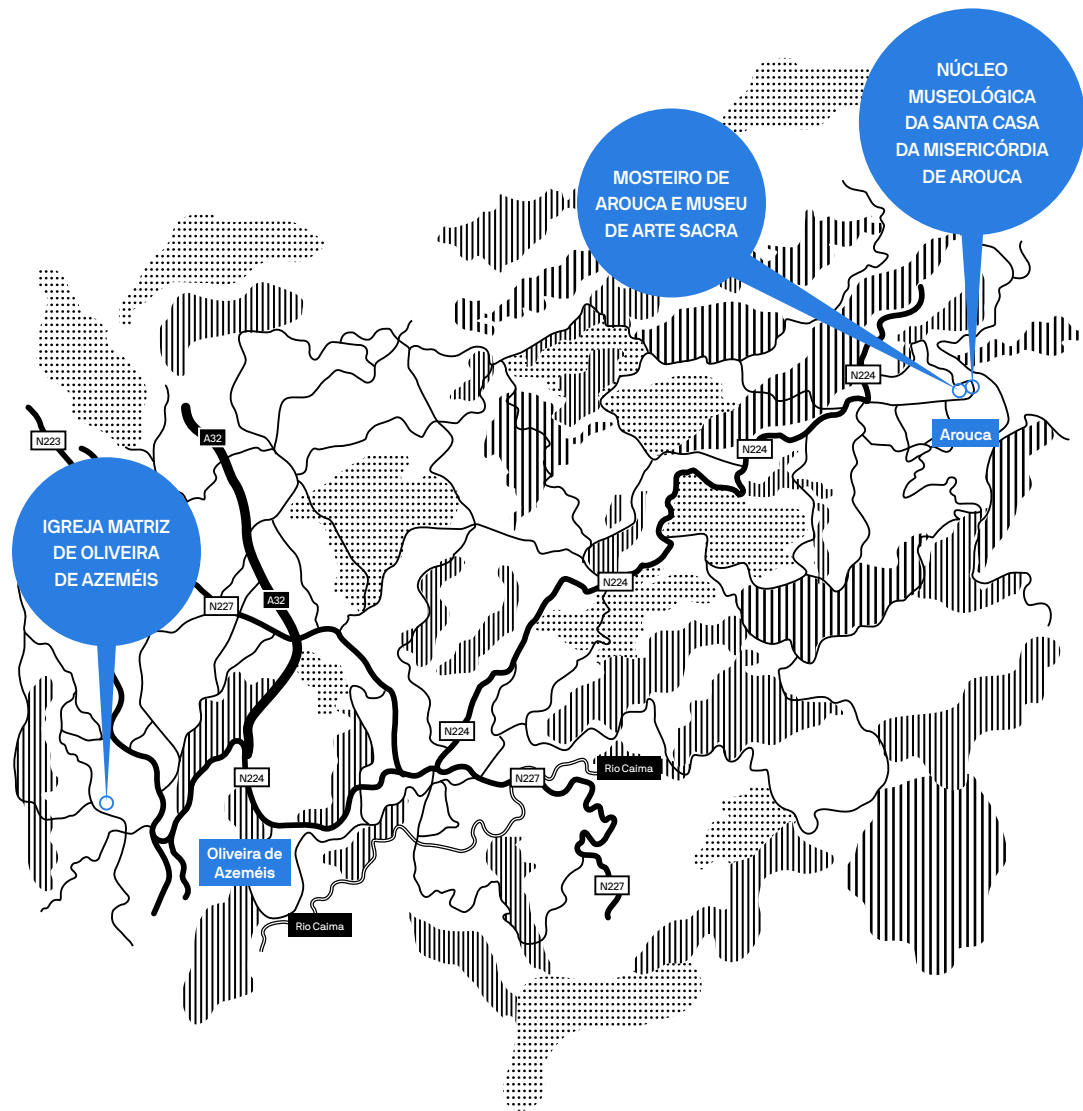 NÚCLEO
MUSEOLÓGICA
DA SANTA CASA
DA MISERICÓRDIA
DE AROUCA
MOSTEIRO DE
AROUCA E MUSEU
DE ARTE SACRA
N224
Arouca
A32
N223
N224
IGREJA MATRIZ
DE OLIVEIRA
DE AZEMÉIS
N224
A32
N227
N224
Rio Caima
N224
N227
Oliveira de
Azeméis
N227
Rio Caima